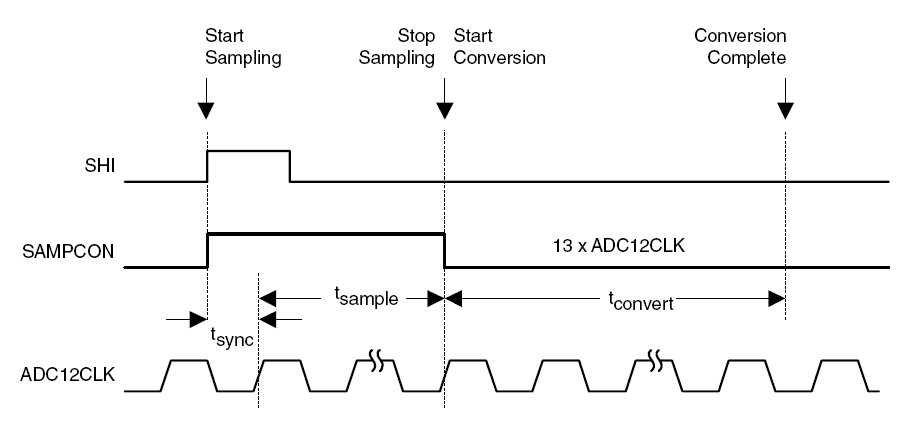 Start
Sampling
Stop
Sampling
Start
Conversion
Conversion
Complete
SHI
SAMPCON
13 x ADC12CLK
tsample
tconvert
tsync
ADC12CLK